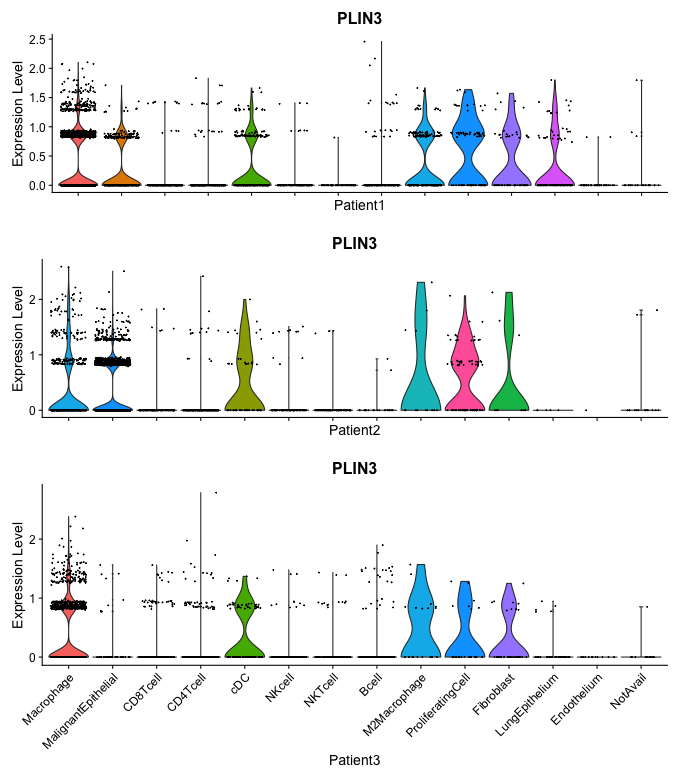 PLIN3
Expression Level
2.5
2.0
1.5
1.0
0.5
0.0
Patient1
PLIN3
Expression Level
2
1
0
Patient2
PLIN3
Expression Level
2
1
0
Macrophage
MalignantEpithelial
CD8Tcell
CD4Tcell
cDC
NKcell
NKTcell
Bcell
M2Macrophage
ProliferatingCell
Fibroblast
LungEpithelium
Endothelium
NotAvail
Patient3